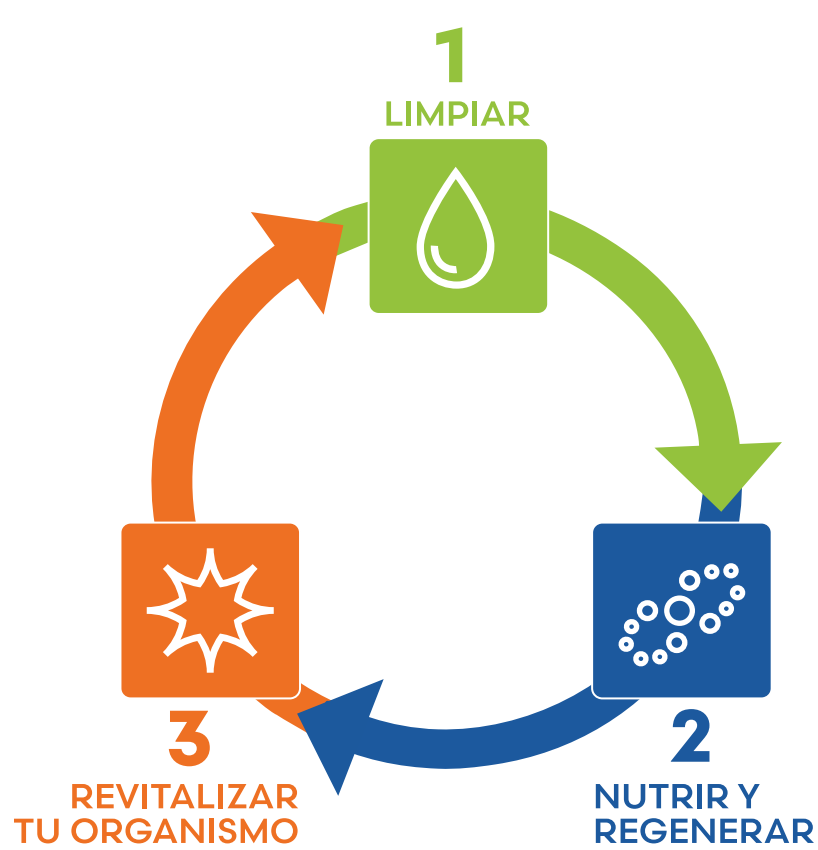 1
LIMPIAR
2
NUTRIR Y
REGENERAR
3
REVITALIZAR
TU ORGANISMO